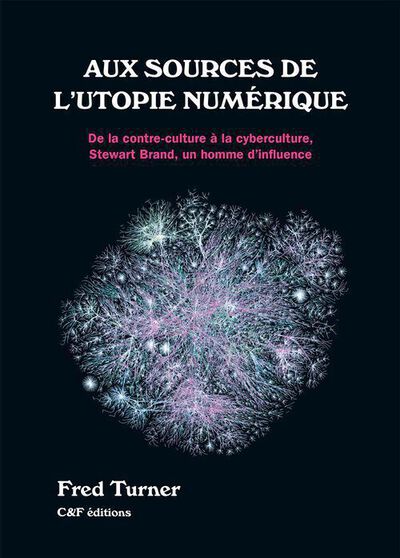 AUX SOURCES DE
L'UTOPIE NUMÉRIQUE
De la contre-culture à la cyberculture,
Stewart Brand, un homme d'influence
Fred Turner
C&F éditions